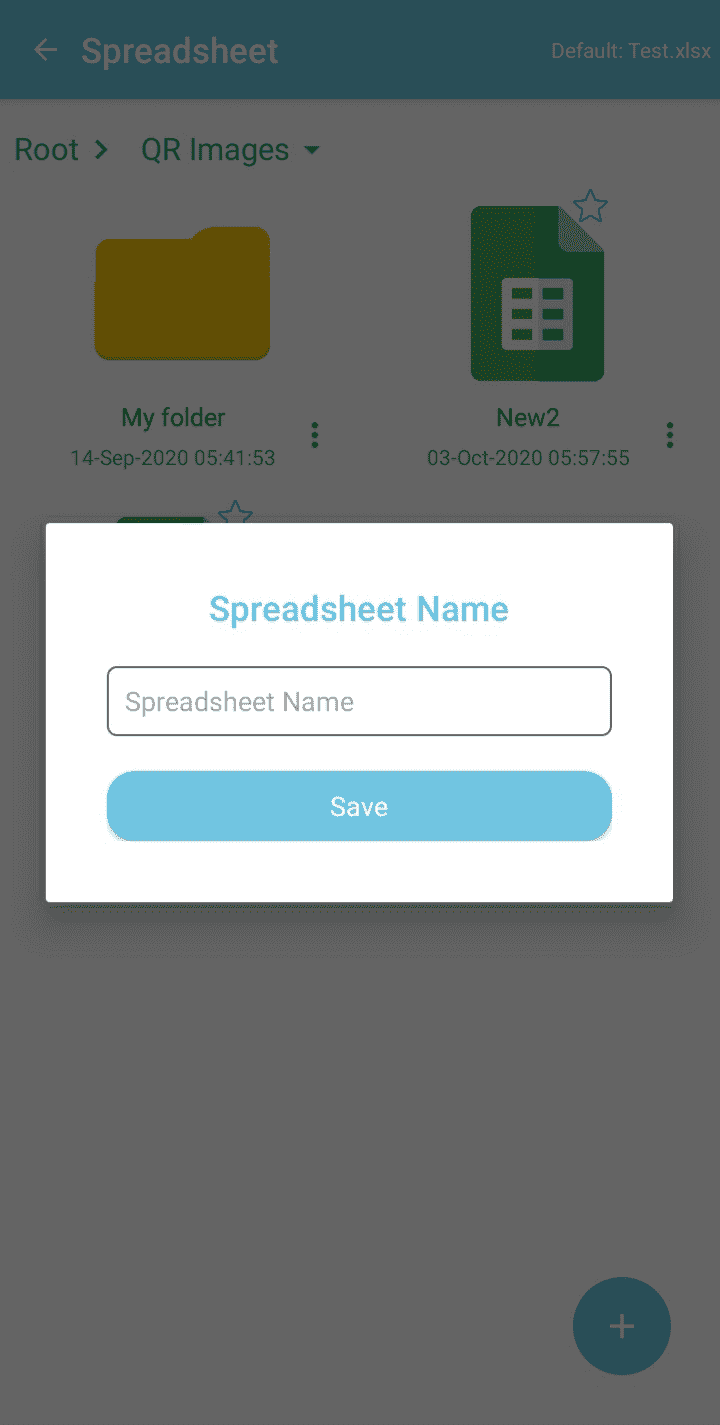 Spreadsheet
Default: Test.xlsx
Root
QR Images
My folder
14-Sep-2020 05:41:53
New2
03-Oct-2020 05:57:55
Spreadsheet Name
Spreadsheet Name
Save